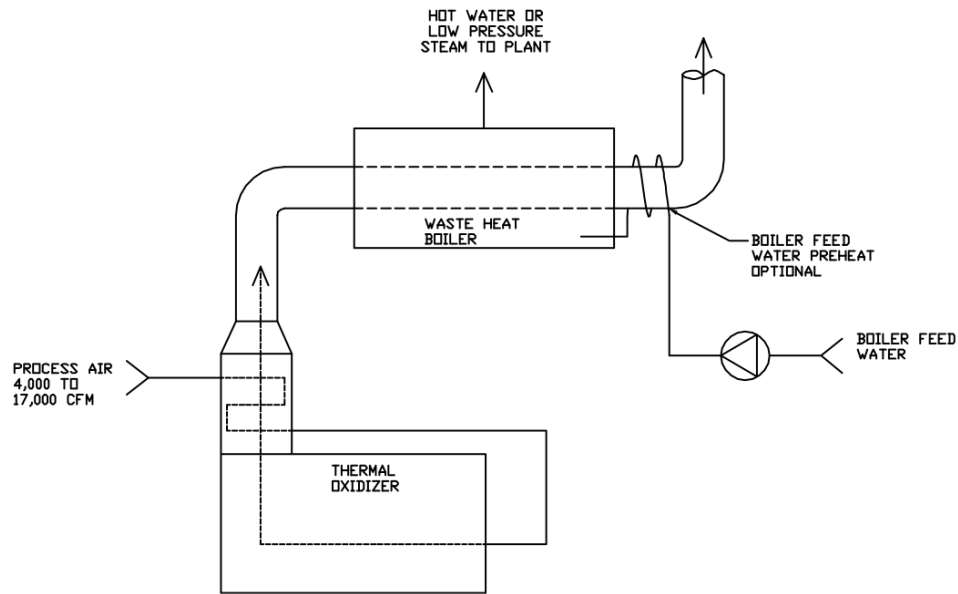 HOT WATER OR
LOW PRESSURE
STEAM TO PLANT
WASTE HEAT
BOILER
BOILER FEED
WATER PREHEAT
OPTIONAL
BOILER FEED
WATER
PROCESS AIR
4,000 TO
17,000 CFM
THERMAL
OXIDIZER